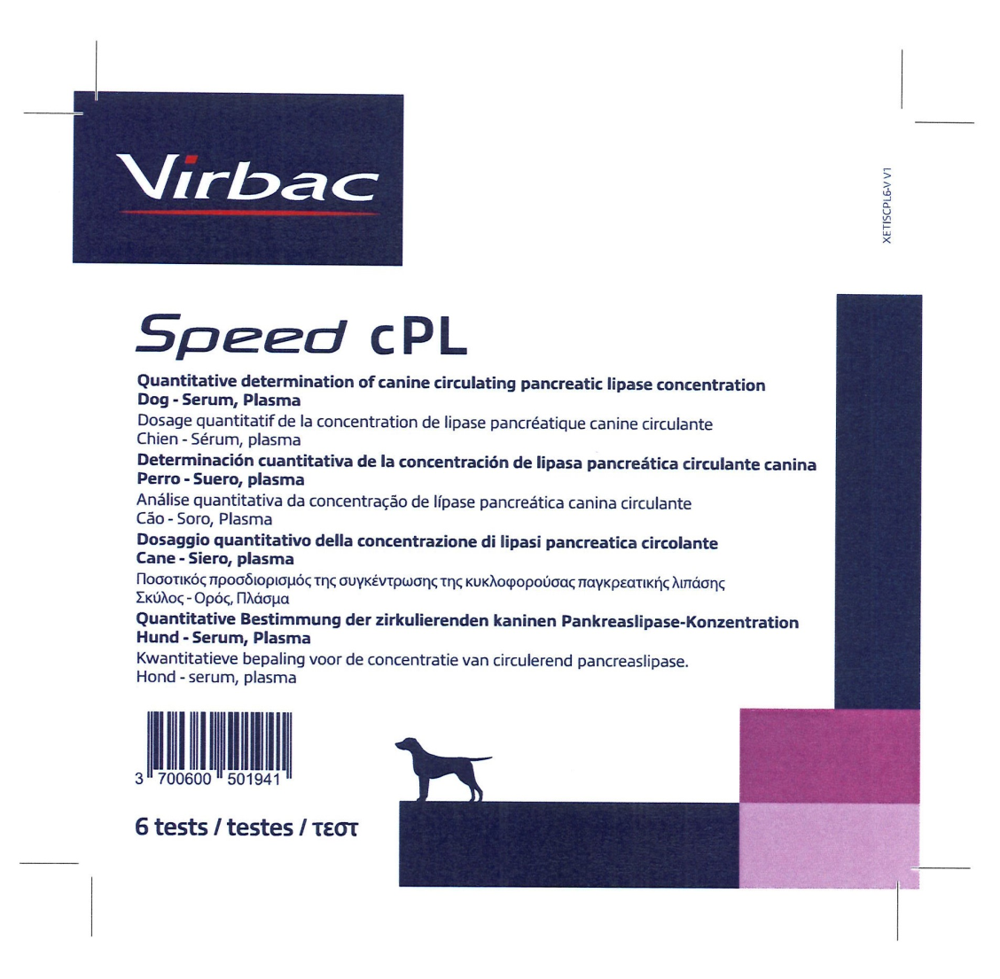 Virbac
XETISCPL6-V V1
Speed cPL
Quantitative determination of canine circulating pancreatic lipase concentration
Dog - Serum, Plasma
Dosage quantitatif de la concentration de lipase pancréatique canine circulante
Chien - Sérum, plasma
Determinación cuantitativa de la concentración de lipasa pancreática circulante canina
Perro - Suero, plasma
Análise quantitativa da concentração de lípase pancreática canina circulante
Cão - Soro, Plasma
Dosaggio quantitativo della concentrazione di lipasi pancreatica circolante
Cane - Siero, plasma
Ποσοτικός προσδιορισμός της συγκέντρωσης της κυκλοφορούσας παγκρεατικής λιπάσης
Σκύλος - Ορός, Πλάσμα
Quantitative Bestimmung der zirkulierenden kaninen Pankreaslipase-Konzentration
Hund - Serum, Plasma
Kwantitatieve bepaling voor de concentratie van circulerend pancreaslipase.
Hond - serum, plasma
3 700600 501941
6 tests / testes / τεστ